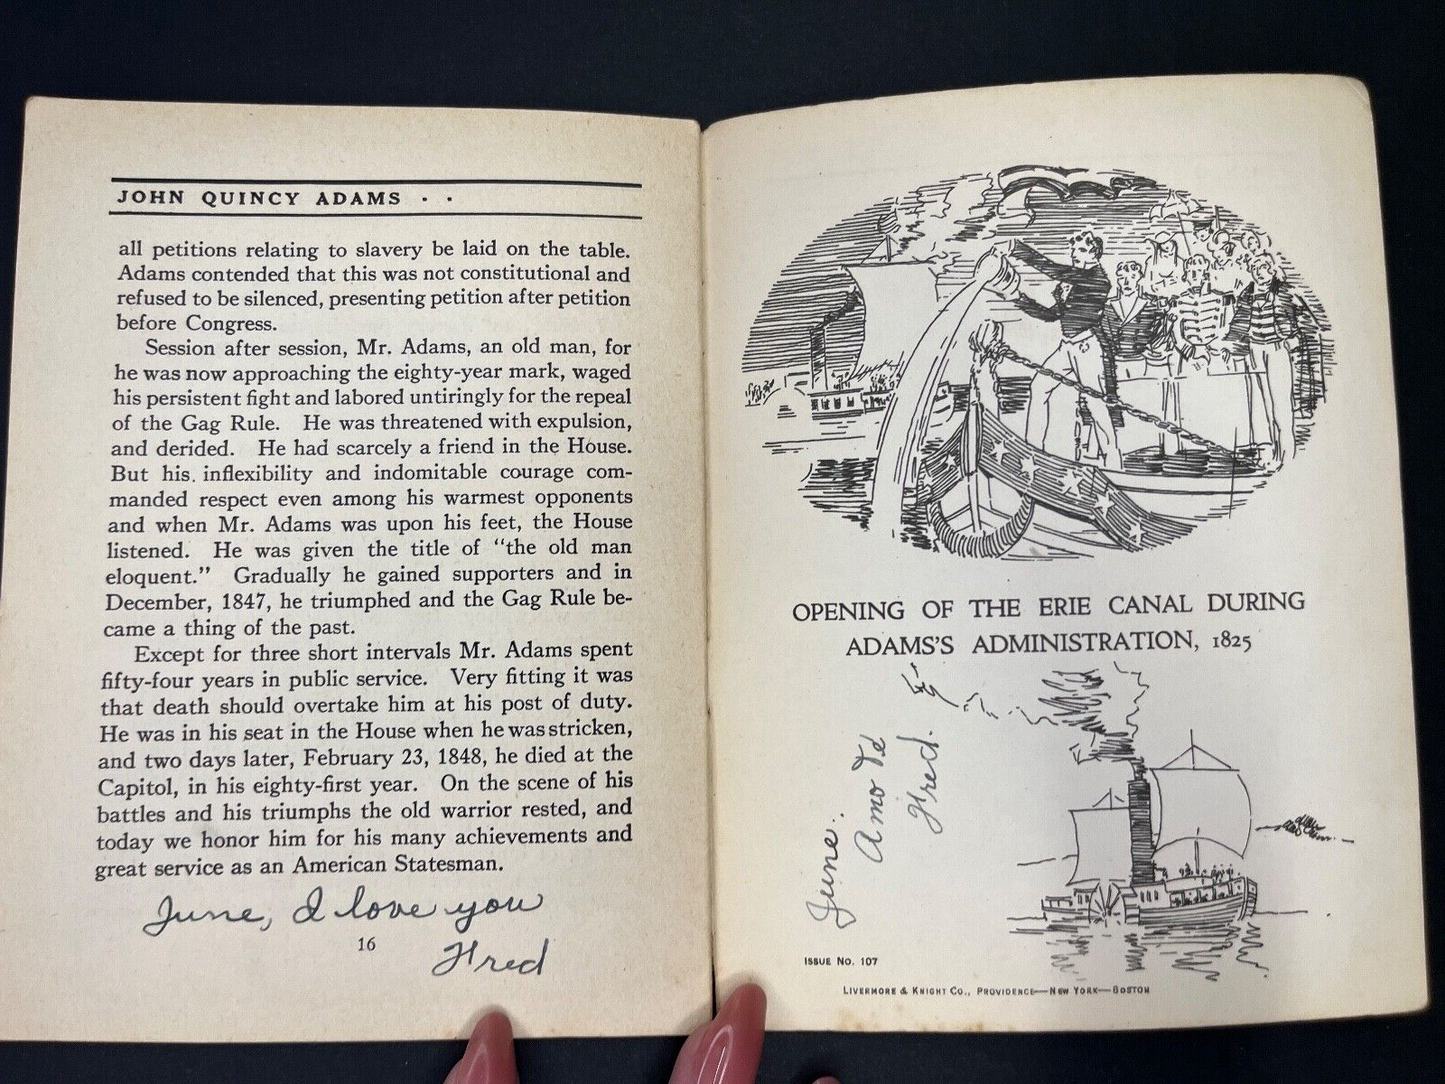 JOHN QUINCY ADAMS · ·
all petitions relating to slavery be laid on the table.
Adams contended that this was not constitutional and
refused to be silenced, presenting petition after petition
before Congress.
Session after session, Mr. Adams, an old man, for
he was now approaching the eighty-year mark, waged
his persistent fight and labored untiringly for the repeal
of the Gag Rule. He was threatened with expulsion,
and derided. He had scarcely a friend in the House.
But his inflexibility and indomitable courage com-
manded respect even among his warmest opponents
and when Mr. Adams was upon his feet, the House
listened. He was given the title of "the old man
eloquent." Gradually he gained supporters and in
December, 1847, he triumphed and the Gag Rule be-
came a thing of the past.
Except for three short intervals Mr. Adams spent
fifty-four years in public service. Very fitting it was
that death should overtake him at his post of duty.
He was in his seat in the House when he was stricken,
and two days later, February 23, 1848, he died at the
Capitol, in his eighty-first year. On the scene of his
battles and his triumphs the old warrior rested, and
today we honor him for his many achievements and
great service as an American Statesman.
June, I love you
16
Fred
OPENING OF THE ERIE CANAL DURING
ADAMS'S ADMINISTRATION, 1825
June.
Amo Te
Fred.
ISSUE No. 107
LIVERMORE & KNIGHT CO., PROVIDENCE—NEW YORK—BOSTON